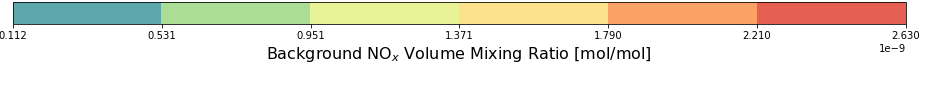 0.112 0.531 0.951 1.371 1.790 2.210 2.630
1e−9
Background NOx Volume Mixing Ratio [mol/mol]